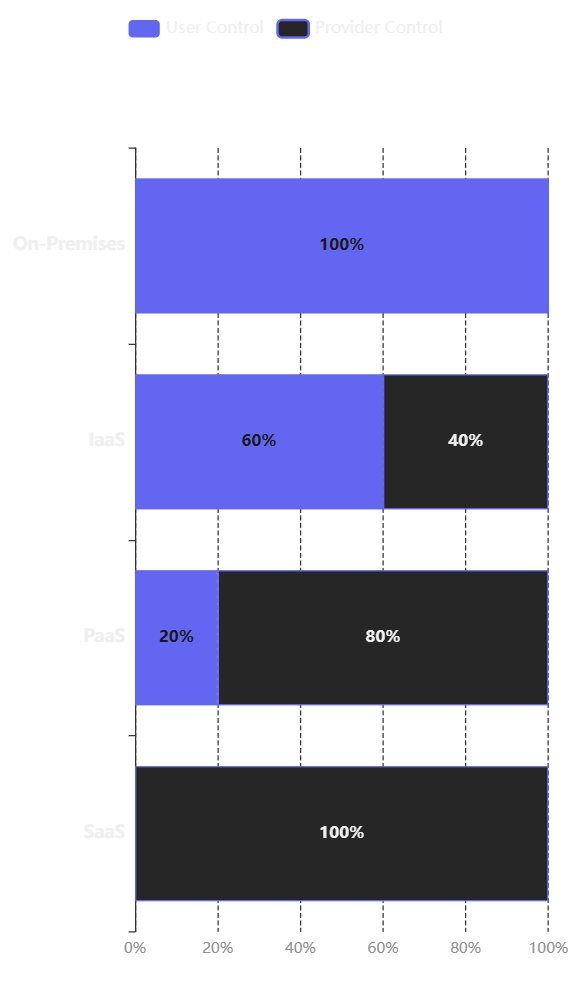 User Control Provider Control
On-Premises 100%
IaaS 60% 40%
PaaS 20% 80%
SaaS 100%
0% 20% 40% 60% 80% 100%